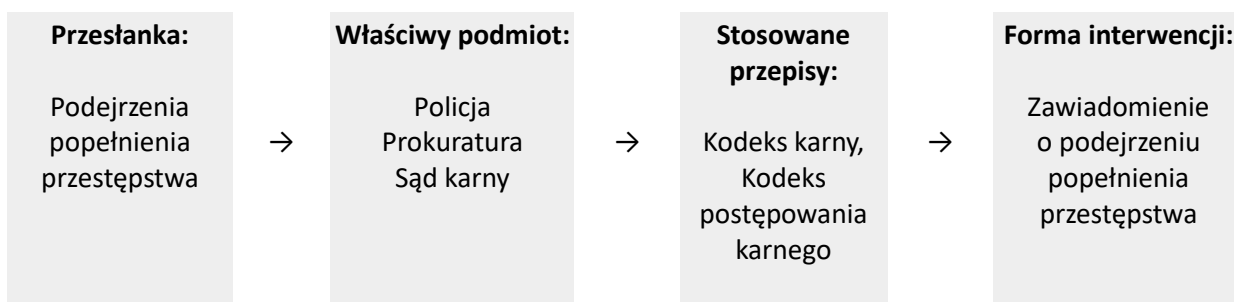 Przesłanka:
Podejrzenia
popełnienia
przestępstwa
→
Właściwy podmiot:
Policja
Prokuratura
Sąd karny
→
Stosowane
przepisy:
Kodeks karny,
Kodeks
postępowania
karnego
→
Forma interwencji:
Zawiadomienie
o podejrzeniu
popełnienia
przestępstwa